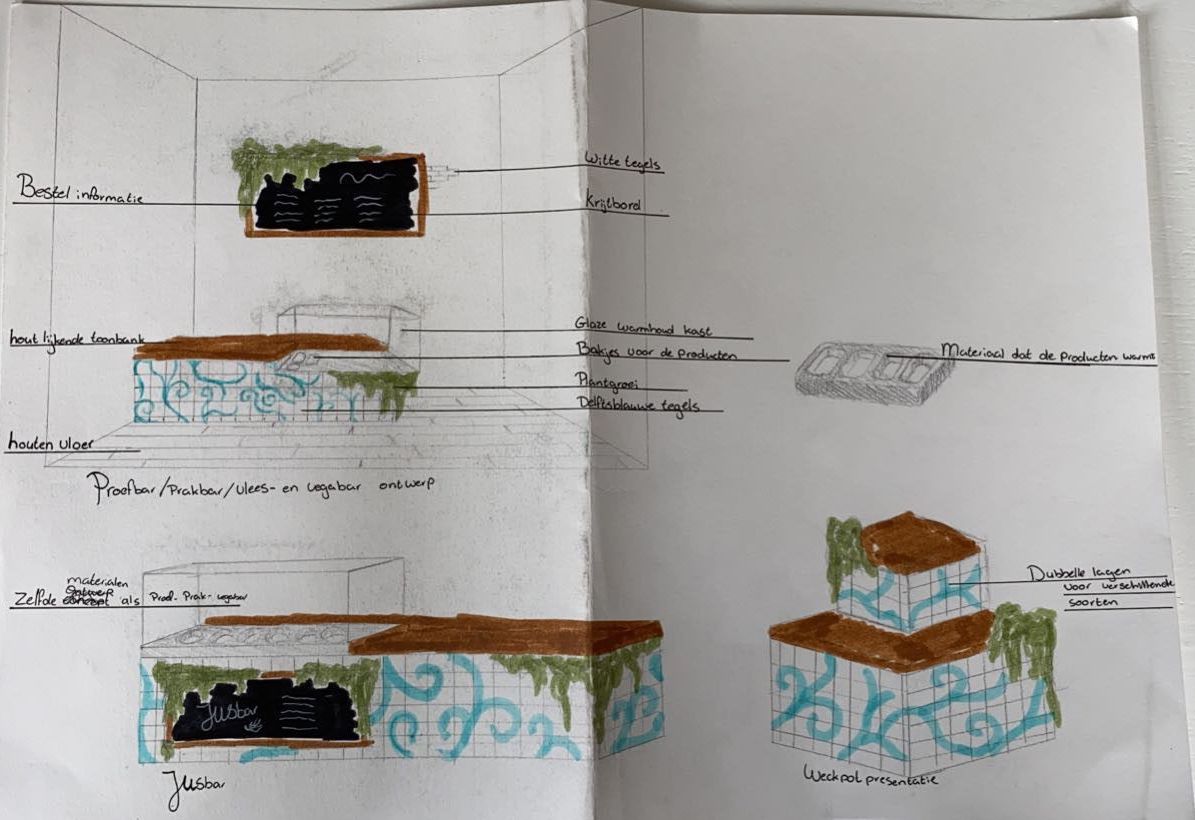 Witte tegels
Bestel informatie
Krijtbord
hout lijkende toonbank
Glaze warmhoud kast
Bakjes voor de Producten
Materiaal dat de Producten warmt
Plantgroei
Delftsblauwe tegels
houten vloer
Proefbar/Prakbar/Vlees- en vegabar ontwerp
materialen
Zelfde als Proef- Prak- vegabar
Dubbele lagen
voor verschillende
soorten
Jusbar
Jusbar
Weckpot presentatie